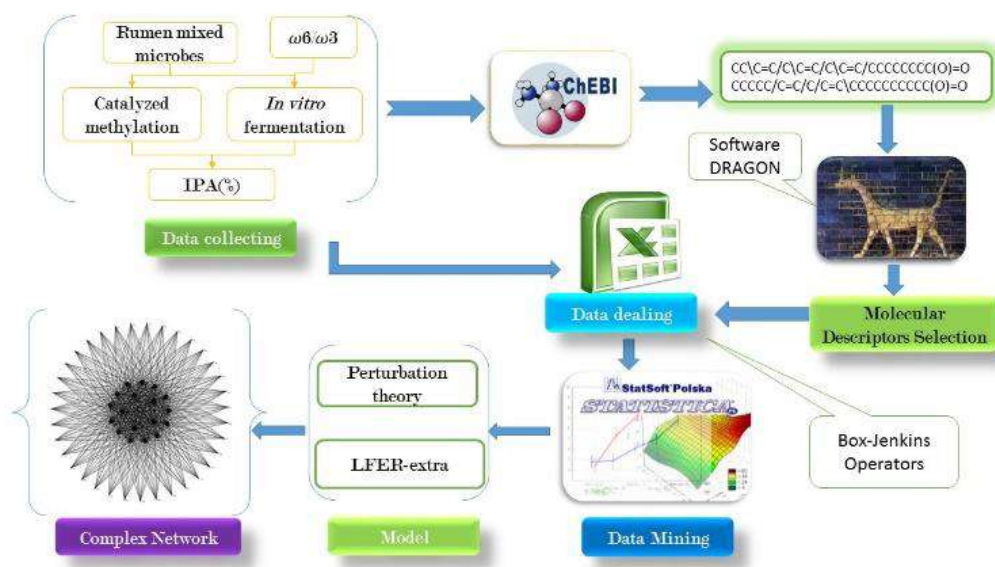 Rumen mixed
microbes
ω6/ω3
Catalyzed
methylation
In vitro
fermentation
IPA(%)
Data collecting
ChEBI
CC\C=C/C\C=C/C\C=C/CCCCCCCC(O)=O
CCCCC/C=C/C/C=C\CCCCCCCCCC(O)=O
Software
DRAGON
Molecular
Descriptors Selection
Data dealing
Box-Jenkins
Operators
StatSoft Polska
STATISTICA
Data Mining
Perturbation
theory
LFER-extra
Model
Complex Network